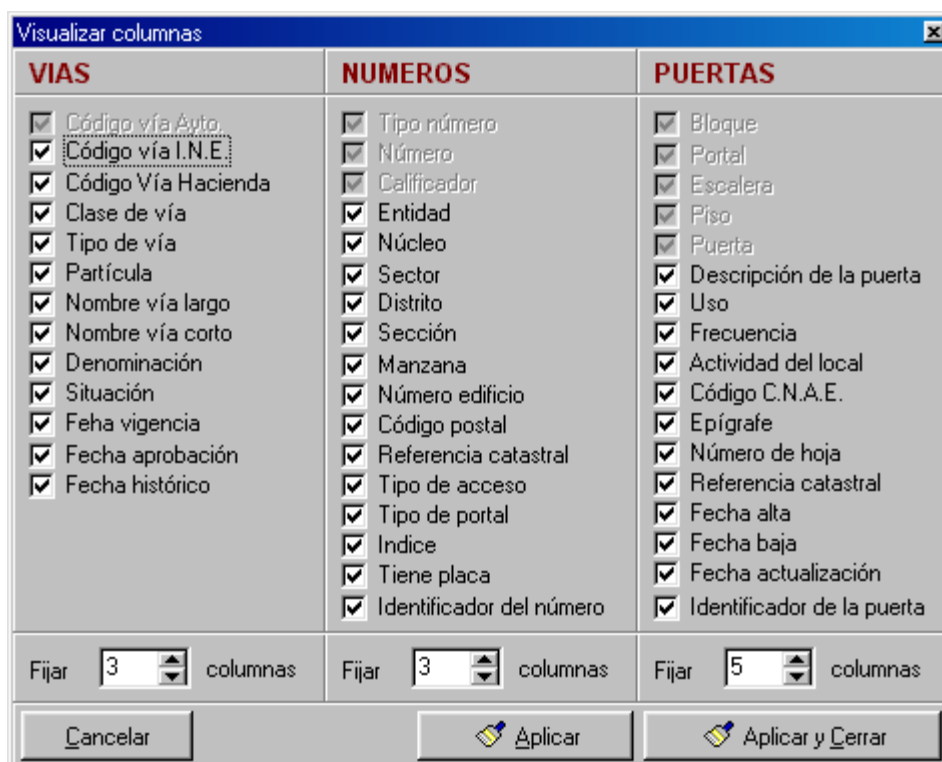 Visualizar columnas
VIAS
Código vía Ayto.
Código vía I.N.E.
Código Vía Hacienda
Clase de vía
Tipo de vía
Partícula
Nombre vía largo
Nombre vía corto
Denominación
Situación
Feha vigencia
Fecha aprobación
Fecha histórico
Fijar 3 columnas
NUMEROS
Tipo número
Número
Calificador
Entidad
Núcleo
Sector
Distrito
Sección
Manzana
Número edificio
Código postal
Referencia catastral
Tipo de acceso
Tipo de portal
Indice
Tiene placa
Identificador del número
Fijar 3 columnas
PUERTAS
Bloque
Portal
Escalera
Piso
Puerta
Descripción de la puerta
Uso
Frecuencia
Actividad del local
Código C.N.A.E.
Epígrafe
Número de hoja
Referencia catastral
Fecha alta
Fecha baja
Fecha actualización
Identificador de la puerta
Fijar 5 columnas
Cancelar
Aplicar
Aplicar y Cerrar